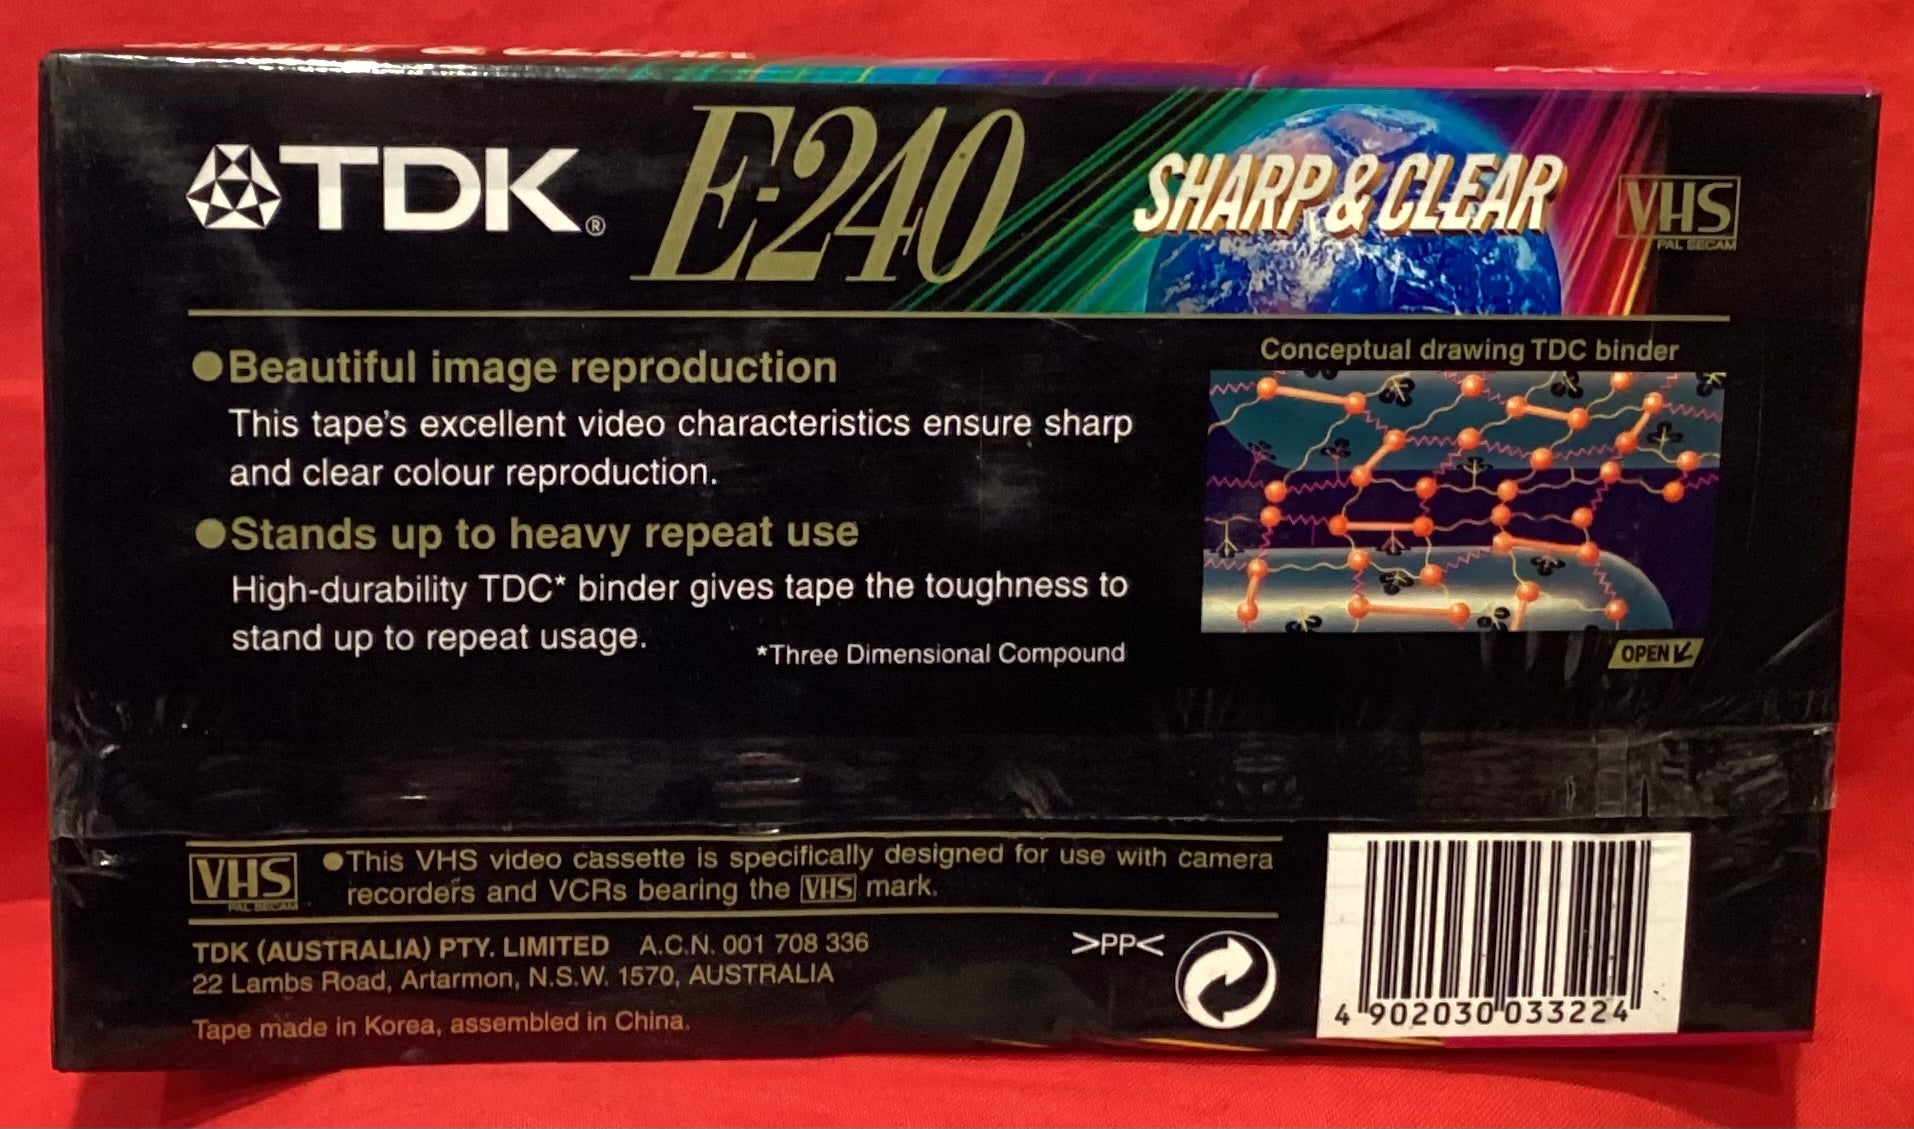 SHARP & CLEAR
TDK® E-240 SHARP & CLEAR VHS
PAL SECAM
●Beautiful image reproduction
This tape's excellent video characteristics ensure sharp
and clear colour reproduction.
●Stands up to heavy repeat use
High-durability TDC* binder gives tape the toughness to
stand up to repeat usage.
*Three Dimensional Compound
Conceptual drawing TDC binder
OPEN
VHS
PAL SECAM
●This VHS video cassette is specifically designed for use with camera
recorders and VCRs bearing the VHS mark.
TDK (AUSTRALIA) PTY. LIMITED A.C.N. 001 708 336
22 Lambs Road, Artarmon, N.S.W. 1570, AUSTRALIA
Tape made in Korea, assembled in China.
>PP<
4 902030 033224